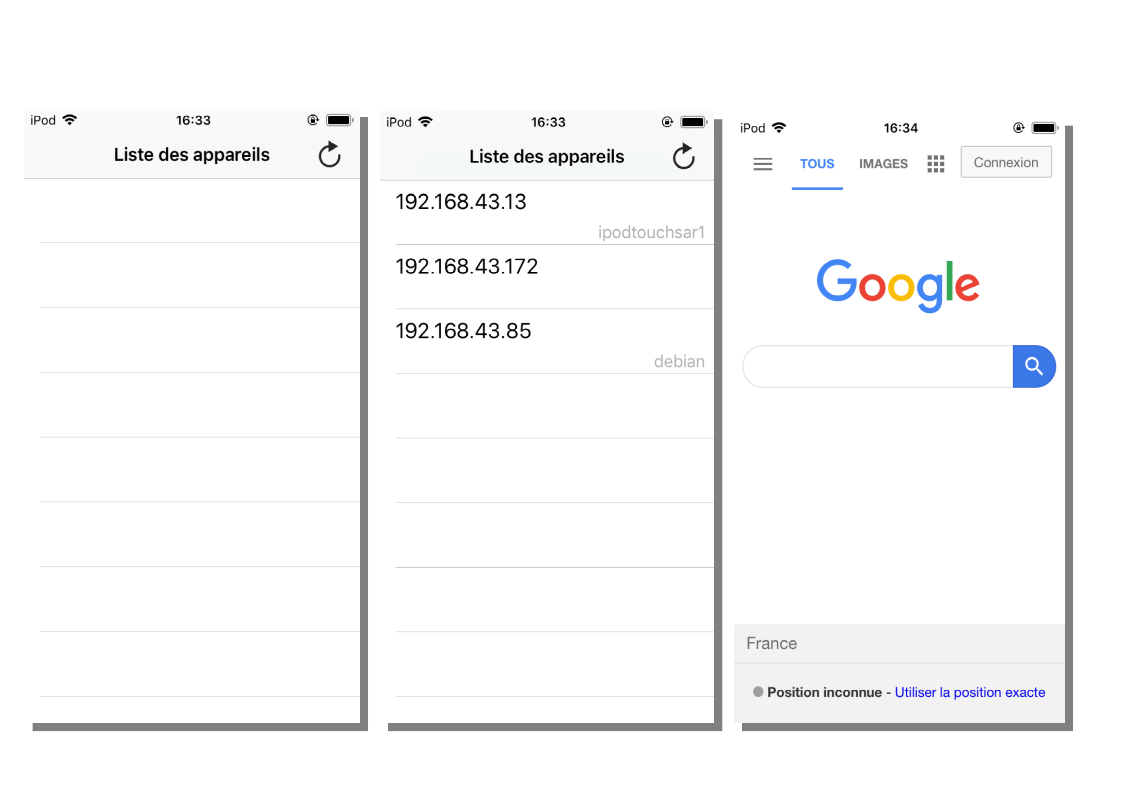 iPod 16:33
Liste des appareils
iPod 16:33
Liste des appareils
192.168.43.13
ipodtouchsar1
192.168.43.172
192.168.43.85
debian
iPod 16:34
TOUS IMAGES Connexion
Google
France
Position inconnue - Utiliser la position exacte